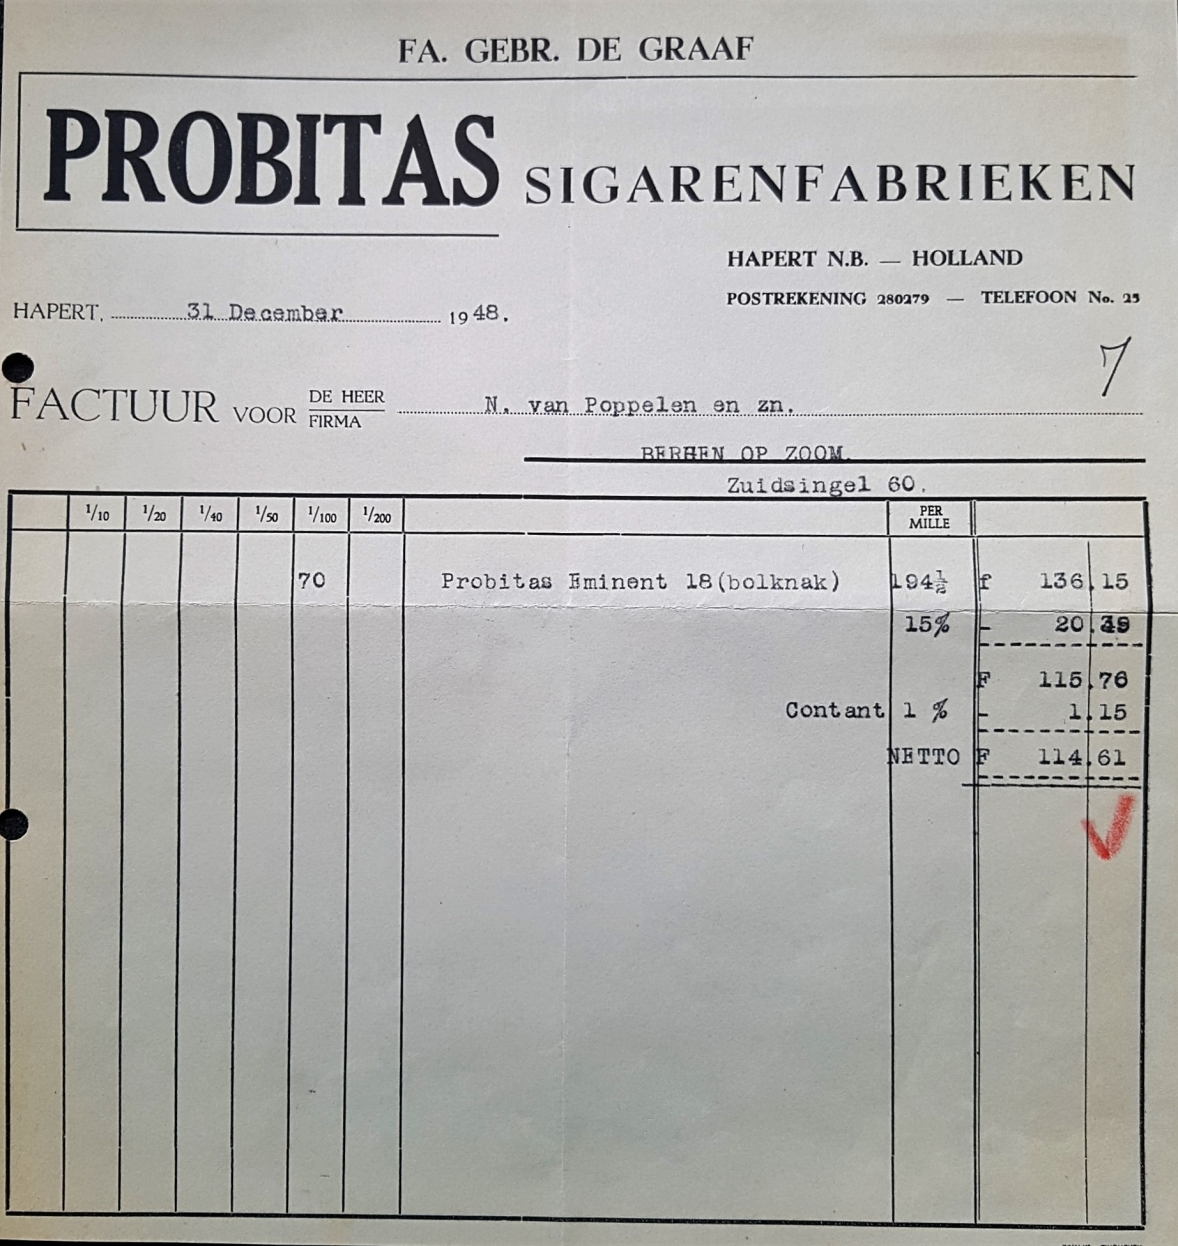 FA. GEBR. DE GRAAF
PROBITAS SIGARENFABRIEKEN
HAPERT N.B. — HOLLAND
POSTREKENING 280279 — TELEFOON No. 25
HAPERT, 31 December 1948.
7
FACTUUR VOOR DE HEER FIRMA N. van Poppelen en zn.
BERGEN OP ZOOM.
Zuidsingel 60.
1/10 1/20 1/40 1/50 1/100 1/200 PER MILLE
70 Probitas Eminent 18(bolknak) 194½ f 136.15
15% - 20.39
F 115.76
Contant 1 % - 1.15
NETTO F 114.61